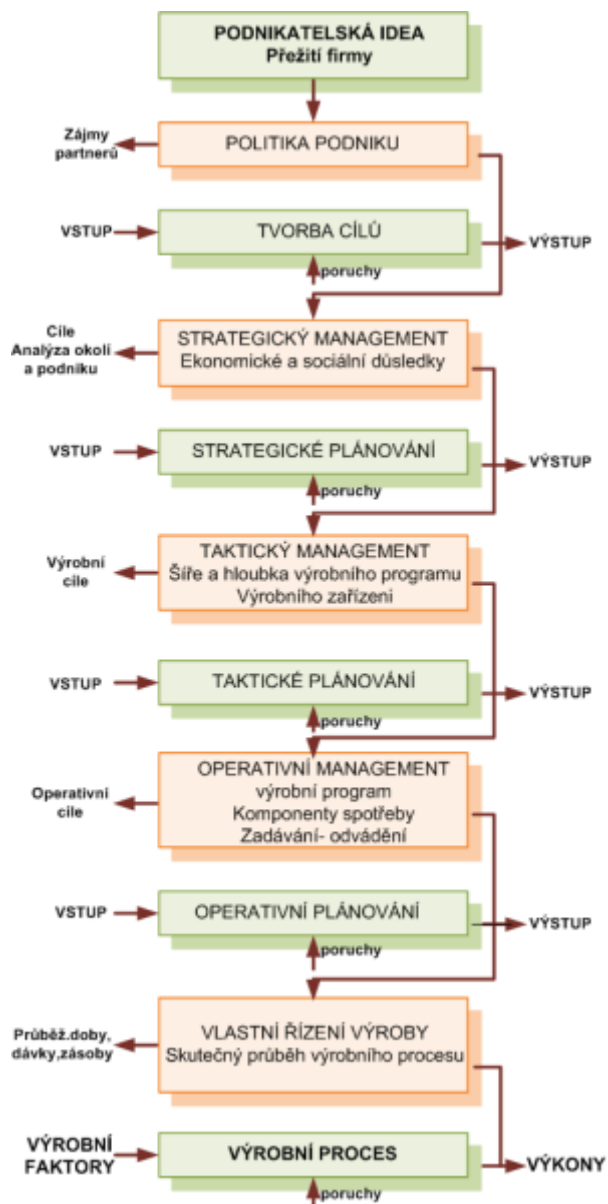 PODNIKATELSKÁ IDEA
Přežití firmy
Zájmy
partnerů
POLITIKA PODNIKU
VSTUP
TVORBA CÍLŮ
VÝSTUP
poruchy
Cíle
Analýza okolí
a podniku
STRATEGICKÝ MANAGEMENT
Ekonomické a sociální důsledky
VSTUP
STRATEGICKÉ PLÁNOVÁNÍ
VÝSTUP
poruchy
Výrobní
cíle
TAKTICKÝ MANAGEMENT
Šíře a hloubka výrobního programu
Výrobního zařízení
VSTUP
TAKTICKÉ PLÁNOVÁNÍ
VÝSTUP
poruchy
Operativní
cíle
OPERATIVNÍ MANAGEMENT
výrobní program
Komponenty spotřeby
Zadávání- odvádění
VSTUP
OPERATIVNÍ PLÁNOVÁNÍ
VÝSTUP
poruchy
Průběž.doby,
dávky,zásoby
VLASTNÍ ŘÍZENÍ VÝROBY
Skutečný průběh výrobního procesu
VÝROBNÍ
FAKTORY
VÝROBNÍ PROCES
VÝKONY
poruchy